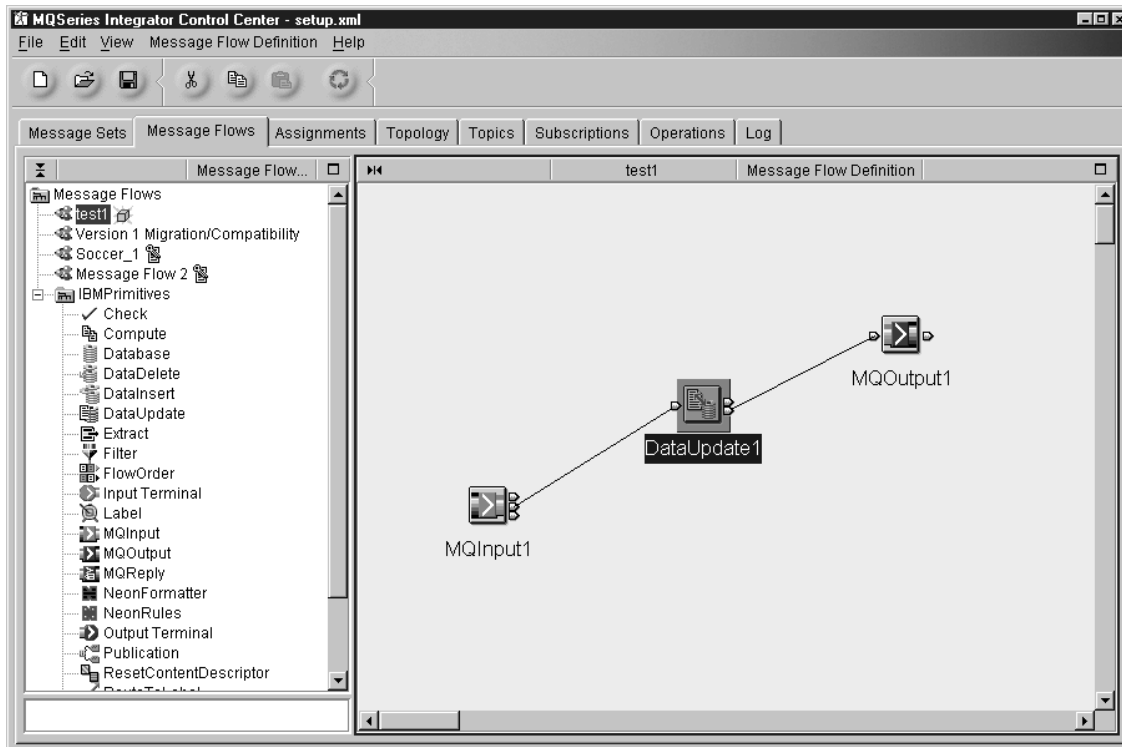 MQSeries Integrator Control Center - setup.xml
File Edit View Message Flow Definition Help
Message Sets Message Flows Assignments Topology Topics Subscriptions Operations Log
Message Flow... test1 Message Flow Definition
Message Flows
test1
Version 1 Migration/Compatibility
Soccer_1
Message Flow 2
IBMPrimitives
Check
Compute
Database
DataDelete
DataInsert
DataUpdate
Extract
Filter
FlowOrder
Input Terminal
Label
MQInput
MQOutput
MQReply
NeonFormatter
NeonRules
Output Terminal
Publication
ResetContentDescriptor
RouteToLabel
MQOutput1
DataUpdate1
MQInput1